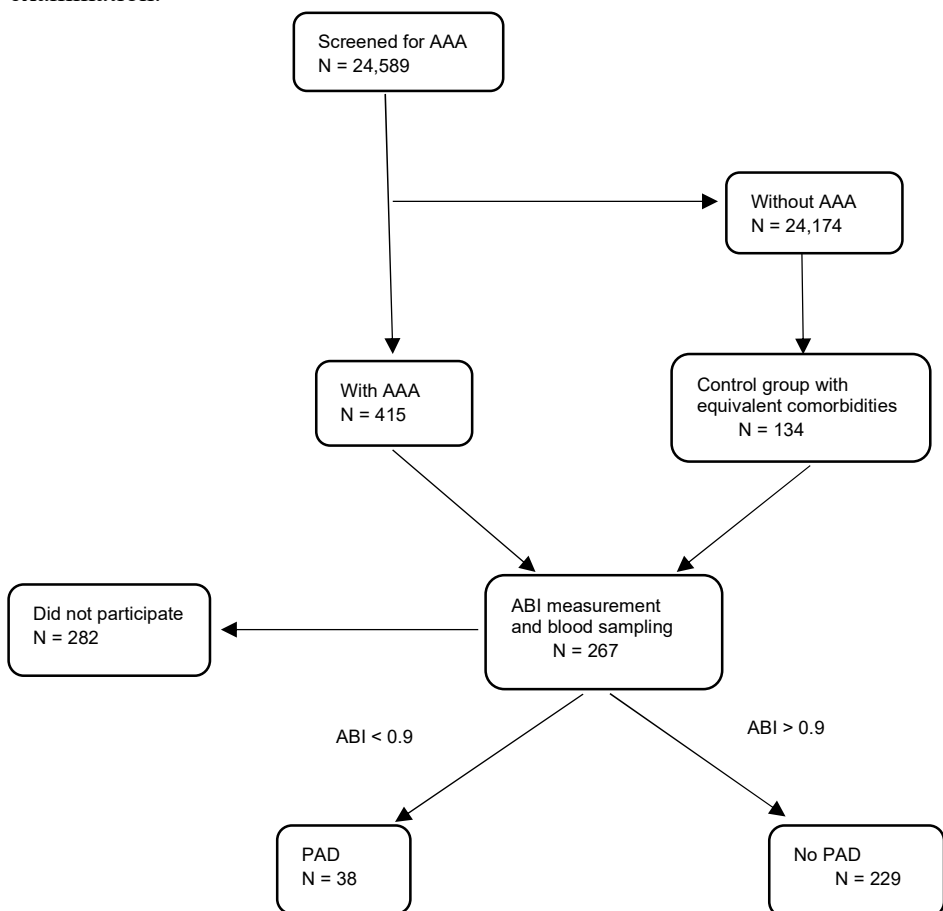 Screened for AAA
N = 24,589
Without AAA
N = 24,174
With AAA
N = 415
Control group with
equivalent comorbidities
N = 134
Did not participate
N = 282
ABI measurement
and blood sampling
N = 267
ABI < 0.9
ABI > 0.9
PAD
N = 38
No PAD
N = 229